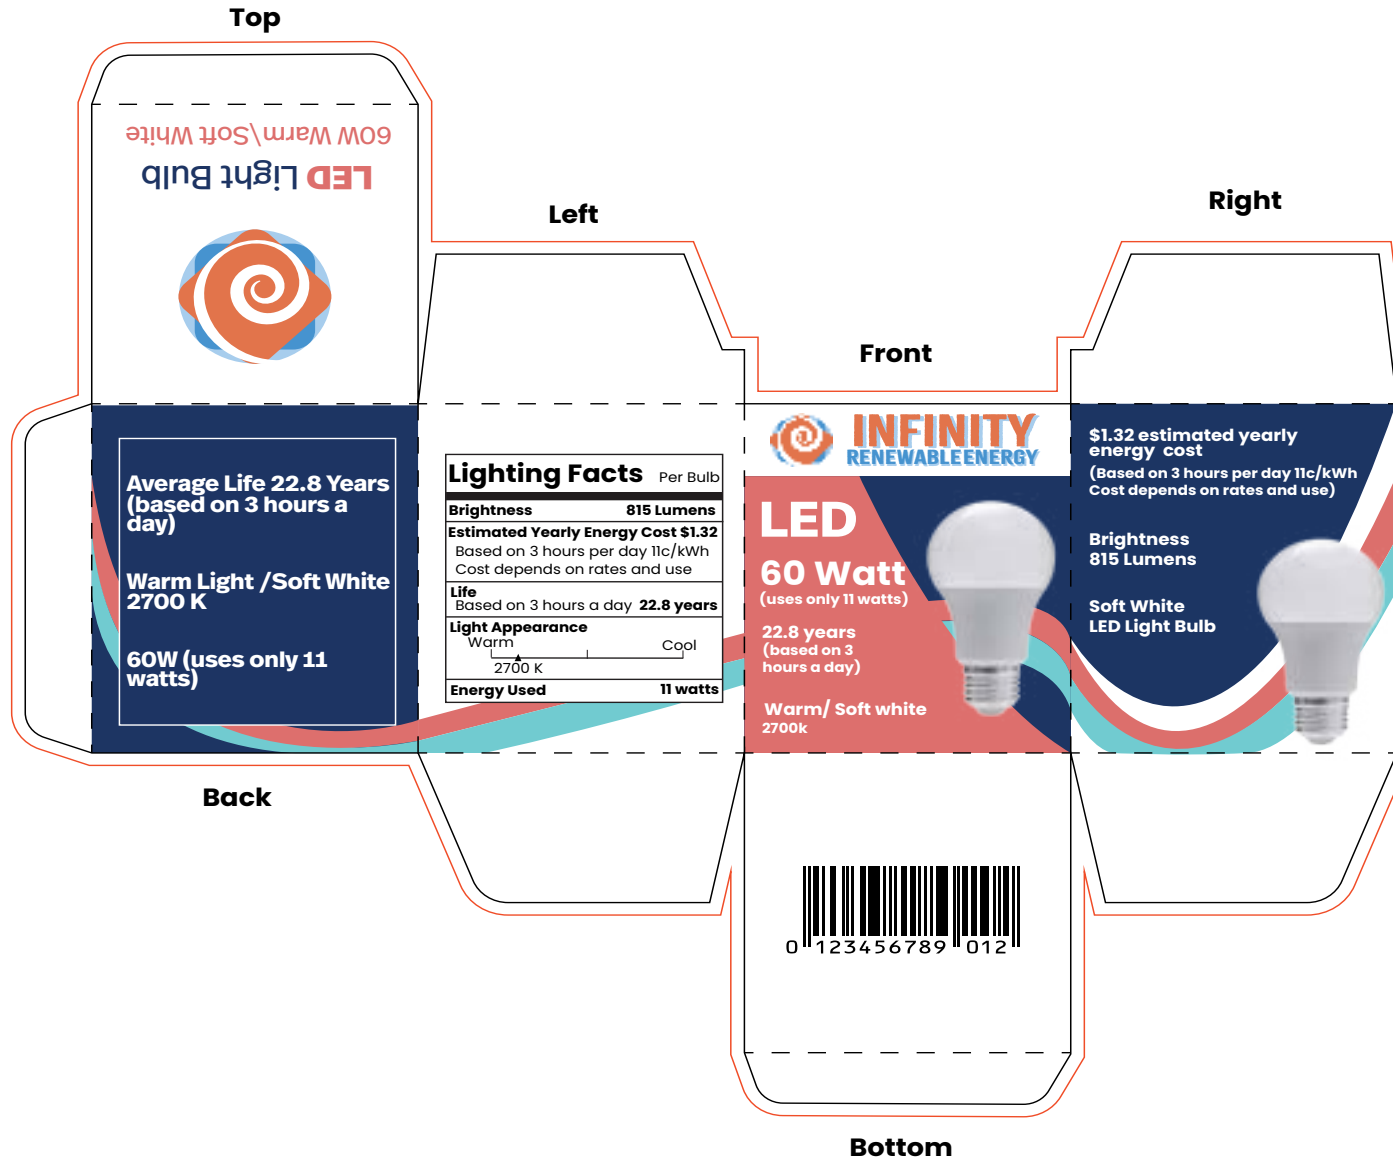 Top
60W Warm/Soft White
LED Light Bulb
Left
Right
Front
Average Life 22.8 Years
(based on 3 hours a
day)
Warm Light /Soft White
2700 K
60W (uses only 11
watts)
Back
Lighting Facts Per Bulb
Brightness 815 Lumens
Estimated Yearly Energy Cost $1.32
Based on 3 hours per day 11c/kWh
Cost depends on rates and use
Life
Based on 3 hours a day 22.8 years
Light Appearance
Warm Cool
2700 K
Energy Used 11 watts
INFINITY
RENEWABLE ENERGY
LED
60 Watt
(uses only 11 watts)
22.8 years
(based on 3
hours a day)
Warm/ Soft white
2700k
$1.32 estimated yearly
energy cost
(Based on 3 hours per day 11c/kWh
Cost depends on rates and use)
Brightness
815 Lumens
Soft White
LED Light Bulb
0 123456789 012
Bottom